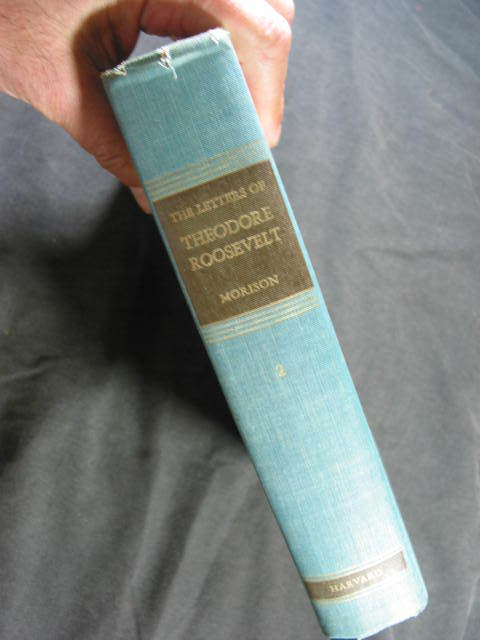 THE LETTERS OF
THEODORE
ROOSEVELT
MORISON
2
HARVARD